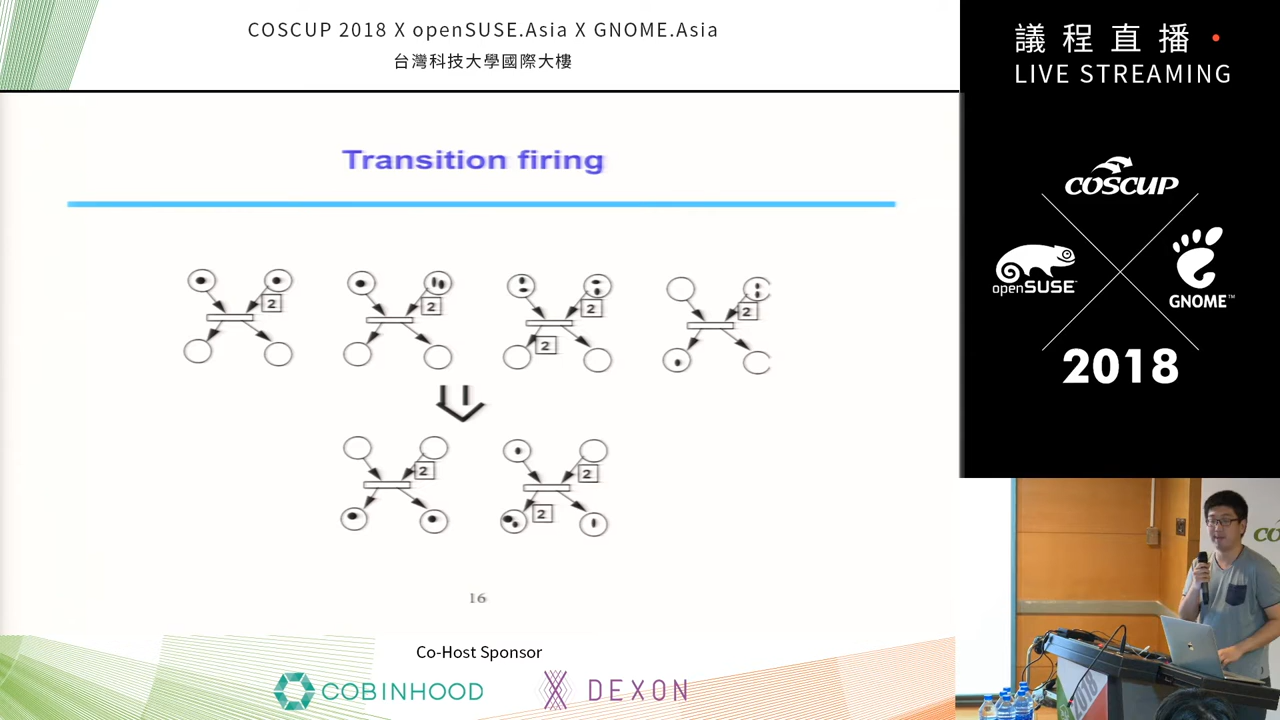 COSCUP 2018 X openSUSE.Asia X GNOME.Asia
台灣科技大學國際大樓
議程直播
LIVE STREAMING
Transition firing
2
2
2
2
2
2
2
2
16
COSCUP
openSUSE
GNOME™
2018
Co-Host Sponsor
COBINHOOD
DEXON